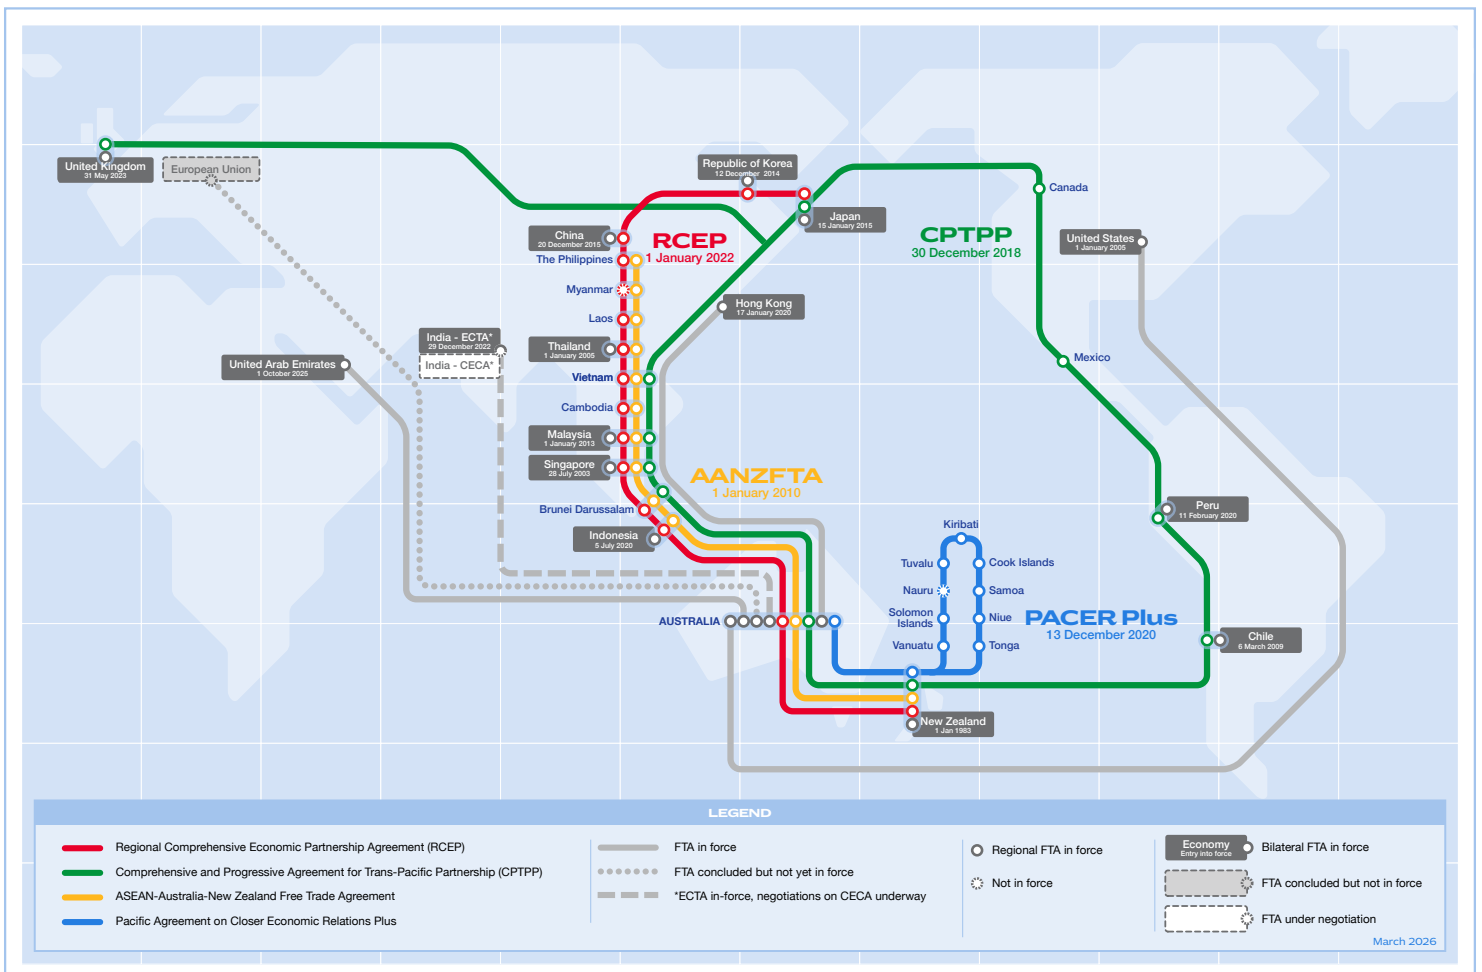 United Kingdom
31 May 2023
European Union
Republic of Korea
12 December 2014
Japan
15 January 2015
Canada
China
20 December 2015
RCEP
1 January 2022
CPTPP
30 December 2018
United States
1 January 2005
The Philippines
Myanmar
Hong Kong
17 January 2020
Laos
India - ECTA*
29 December 2022
India - CECA*
Thailand
1 January 2005
United Arab Emirates
1 October 2025
Mexico
Vietnam
Cambodia
Malaysia
1 January 2013
Singapore
28 July 2003
AANZFTA
1 January 2010
Brunei Darussalam
Peru
11 February 2020
Indonesia
5 July 2020
Kiribati
Tuvalu
Cook Islands
Nauru
Samoa
Solomon
Islands
Niue
PACER Plus
13 December 2020
AUSTRALIA
Vanuatu
Tonga
Chile
6 March 2009
New Zealand
1 Jan 1983
LEGEND
Regional Comprehensive Economic Partnership Agreement (RCEP)
Comprehensive and Progressive Agreement for Trans-Pacific Partnership (CPTPP)
ASEAN-Australia-New Zealand Free Trade Agreement
Pacific Agreement on Closer Economic Relations Plus
FTA in force
FTA concluded but not yet in force
*ECTA in-force, negotiations on CECA underway
Regional FTA in force
Not in force
Economy
Entry into force
Bilateral FTA in force
FTA concluded but not in force
FTA under negotiation
March 2026